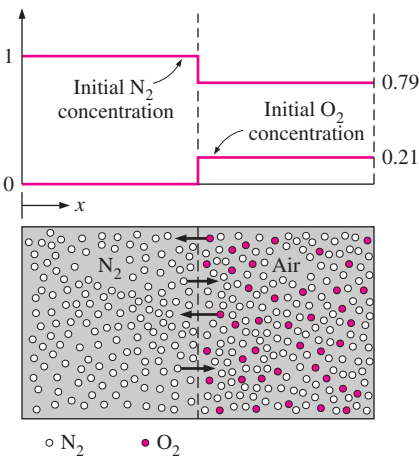 1
Initial N₂
concentration
0.79
Initial O₂
concentration
0.21
0
x
N₂
Air
N₂
O₂